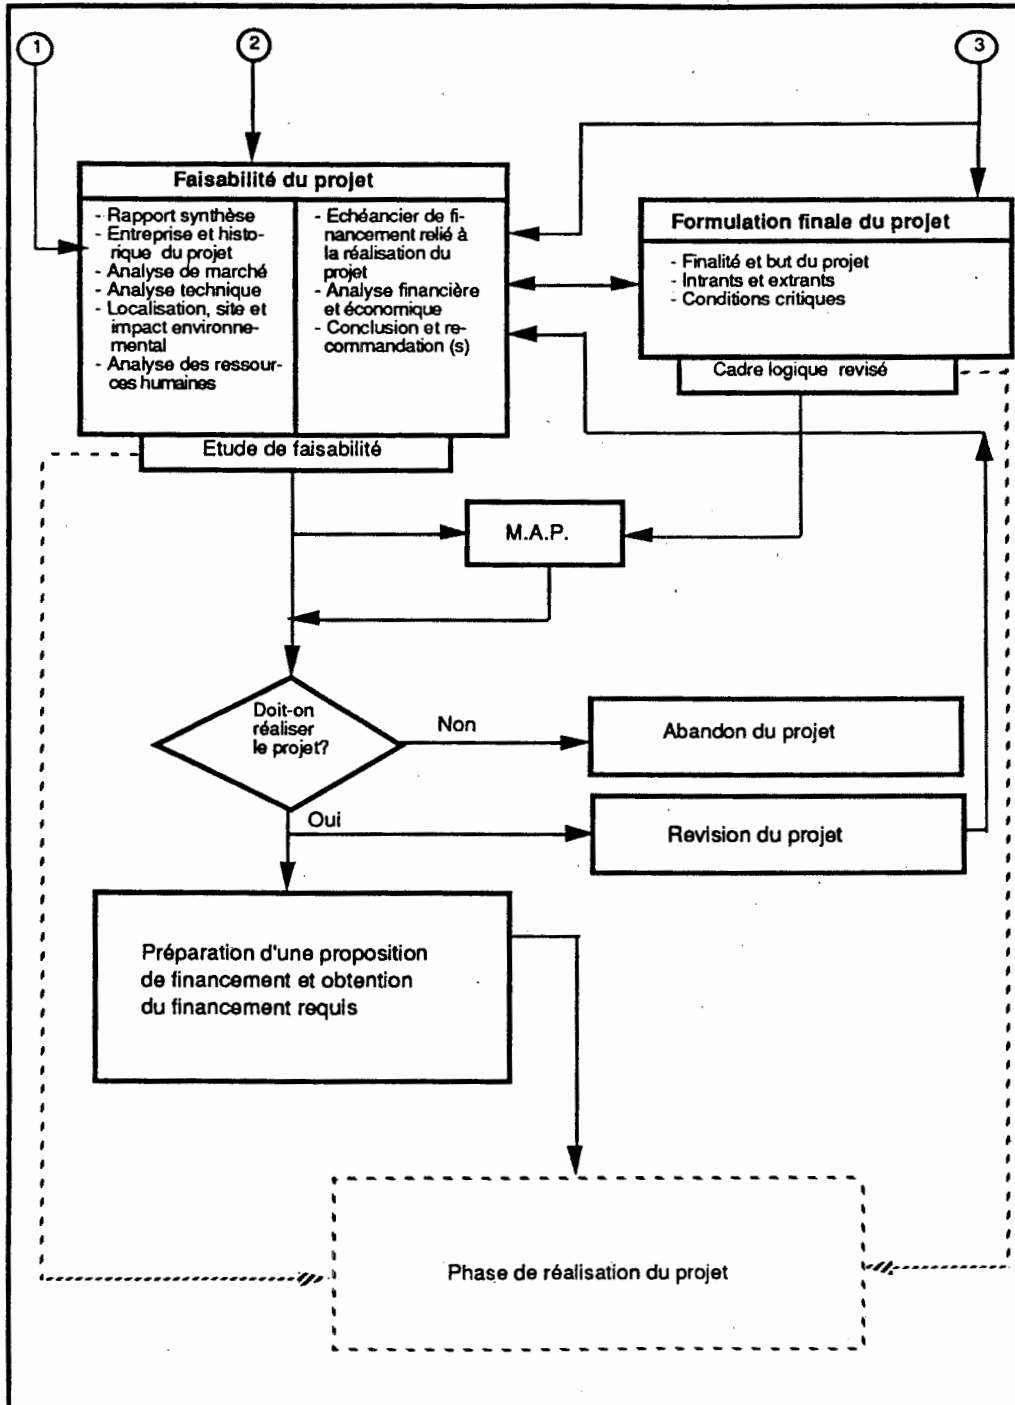 1
2
3
Faisabilité du projet
- Rapport synthèse
- Entreprise et histo-
rique du projet
- Analyse de marché
- Analyse technique
- Localisation, site et
impact environne-
mental
- Analyse des ressour-
ces humaines
- Echéancier de fi-
nancement relié à
la réalisation du
projet
- Analyse financière
et économique
- Conclusion et re-
commandation (s)
Etude de faisabilité
Formulation finale du projet
- Finalité et but du projet
- Intrants et extrants
- Conditions critiques
Cadre logique revisé
M.A.P.
Doit-on
réaliser
le projet?
Non
Abandon du projet
Oui
Revision du projet
Préparation d'une proposition
de financement et obtention
du financement requis
Phase de réalisation du projet